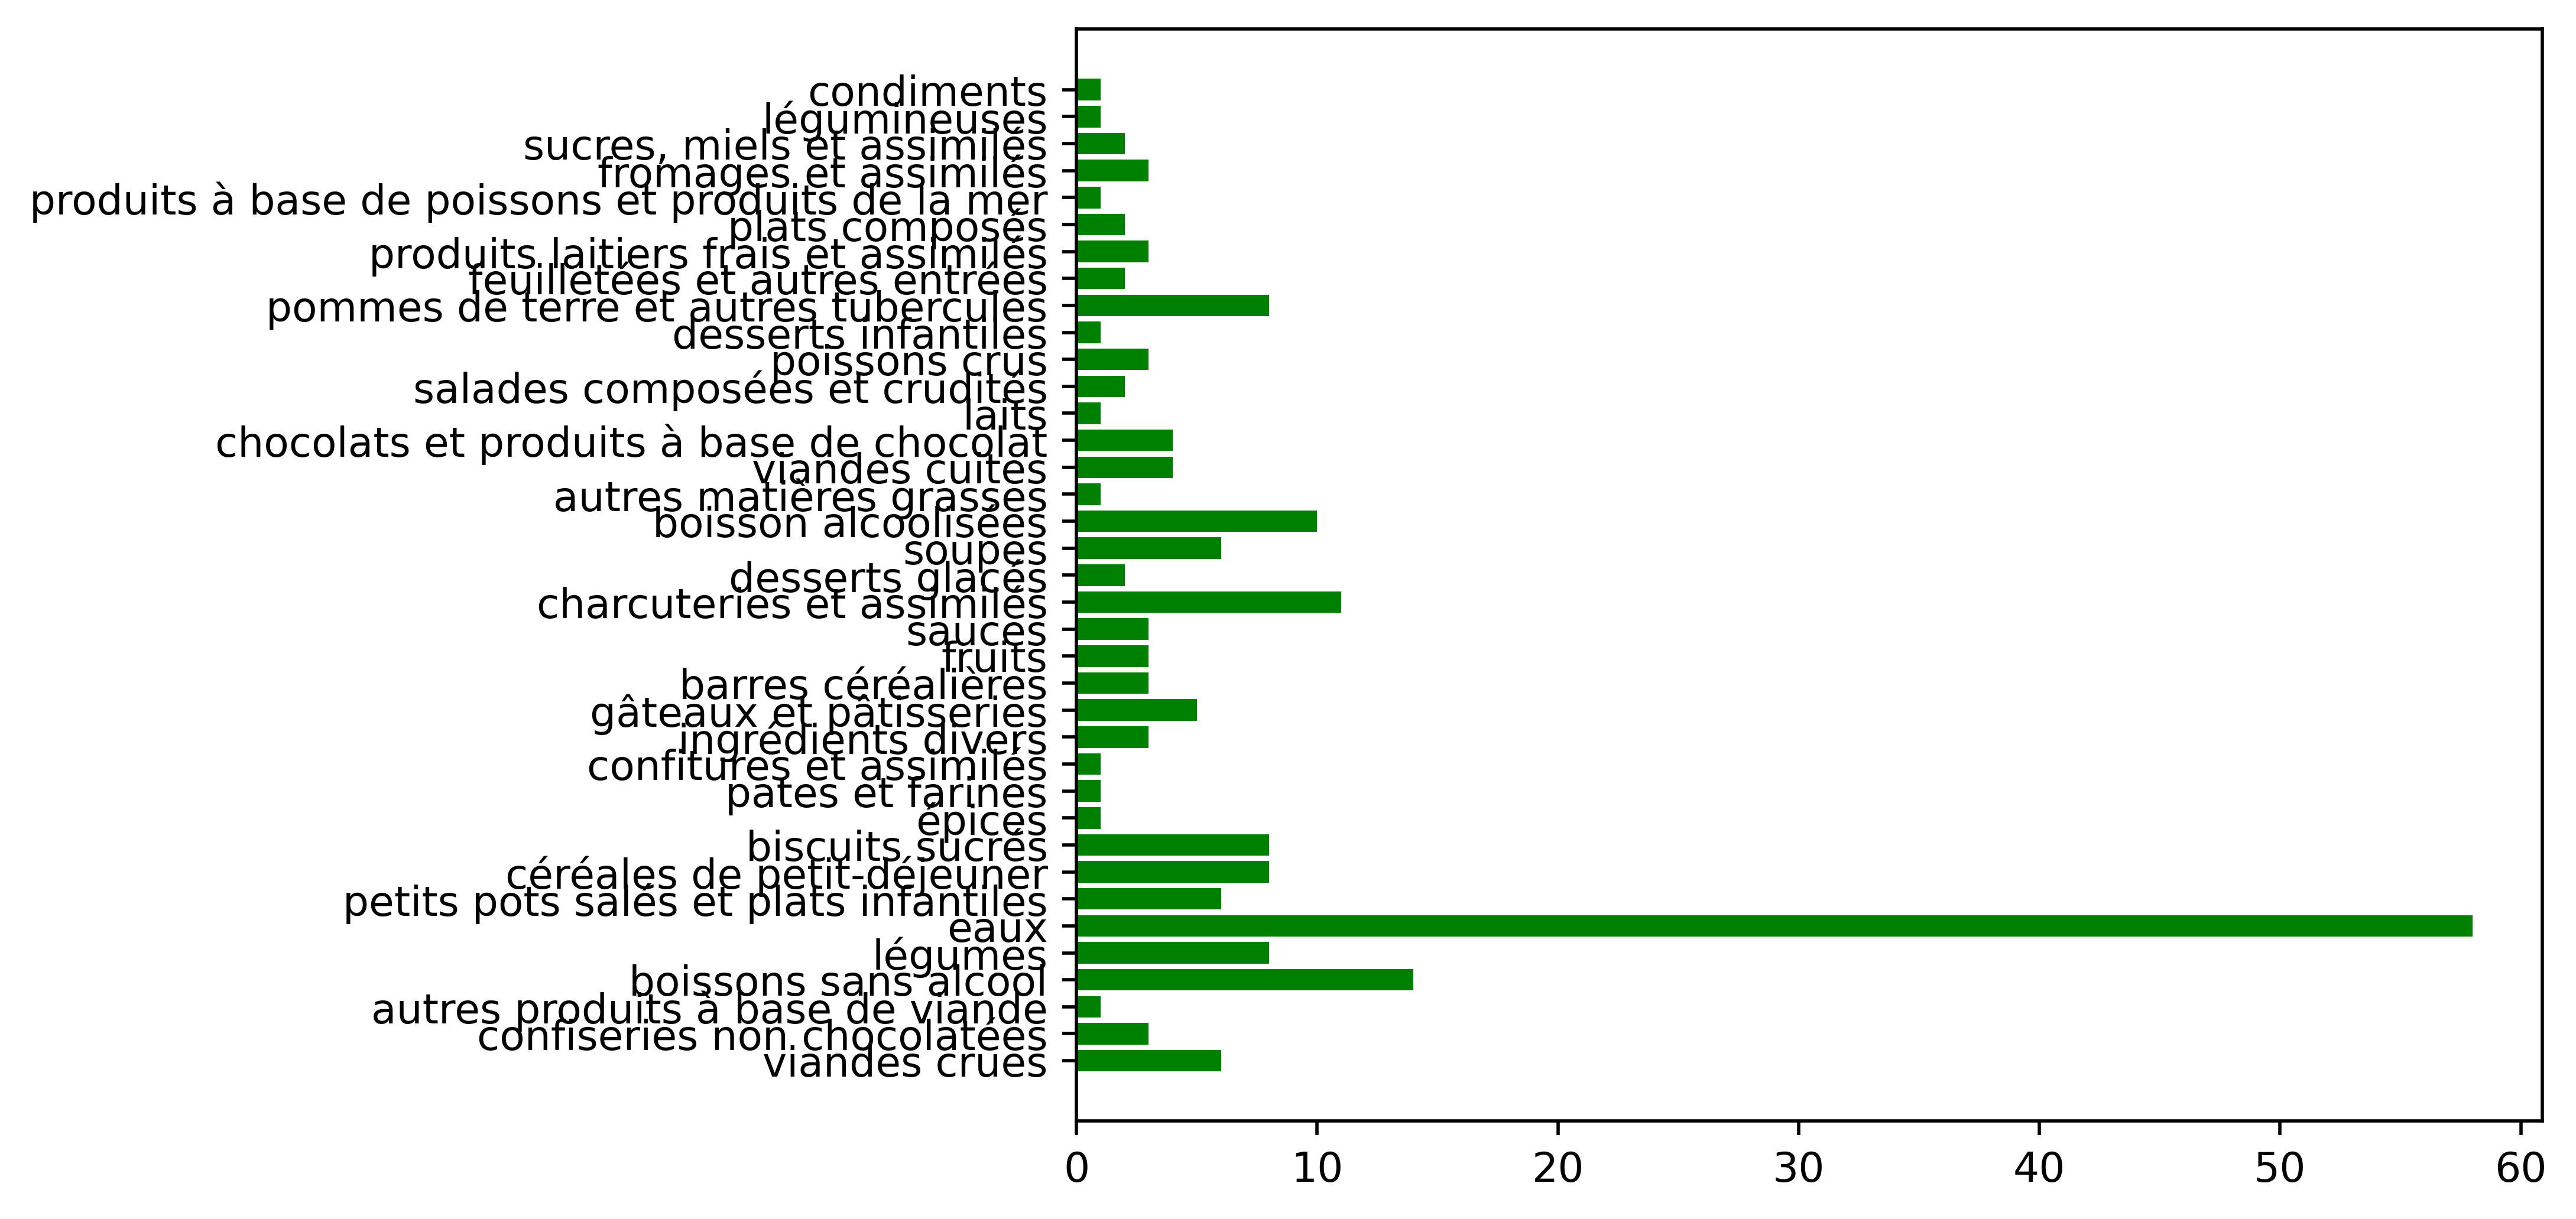 condiments
légumineuses
sucres, miels et assimilés
fromages et assimilés
produits à base de poissons et produits de la mer
plats composés
produits laitiers frais et assimilés
feuilletées et autres entrées
pommes de terre et autres tubercules
desserts infantiles
poissons crus
salades composées et crudités
laits
chocolats et produits à base de chocolat
viandes cuites
autres matières grasses
boisson alcoolisées
soupes
desserts glacés
charcuteries et assimilés
sauces
fruits
barres céréalières
gâteaux et pâtisseries
ingrédients divers
confitures et assimilés
pates et farines
épices
biscuits sucrés
céréales de petit-déjeuner
petits pots salés et plats infantiles
eaux
légumes
boissons sans alcool
autres produits à base de viande
confiseries non chocolatées
viandes crues
0 10 20 30 40 50 60